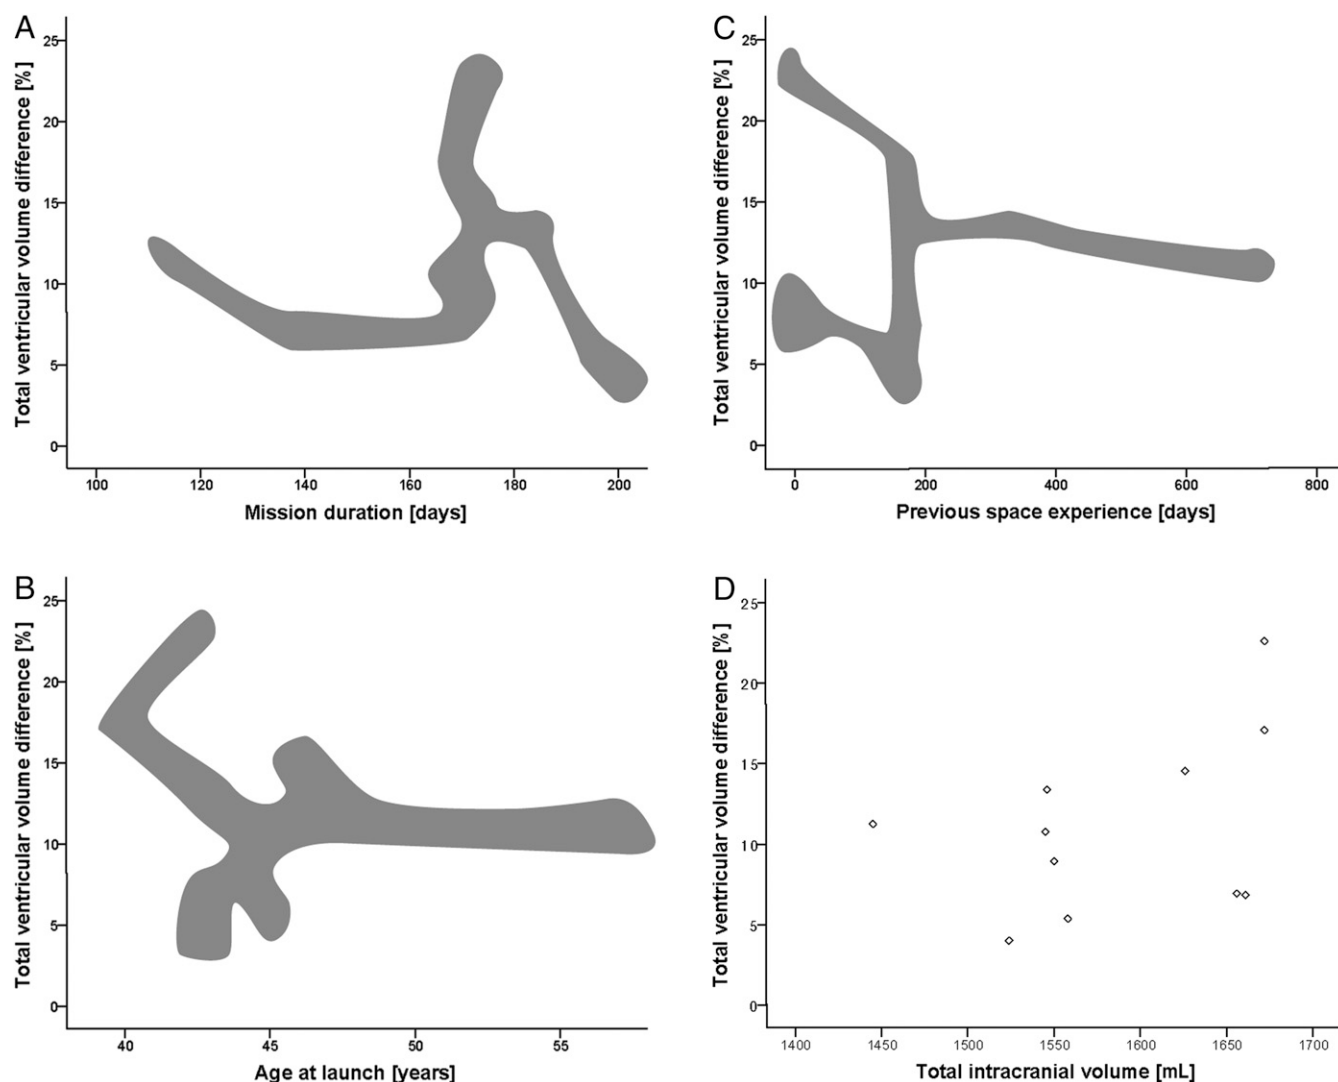 A
Total ventricular volume difference [%]
25
20
15
10
5
0
100 120 140 160 180 200
Mission duration [days]
C
Total ventricular volume difference [%]
25
20
15
10
5
0
0 200 400 600 800
Previous space experience [days]
B
Total ventricular volume difference [%]
25
20
15
10
5
0
40 45 50 55
Age at launch [years]
D
Total ventricular volume difference [%]
25
20
15
10
5
0
1400 1450 1500 1550 1600 1650 1700
Total intracranial volume [mL]